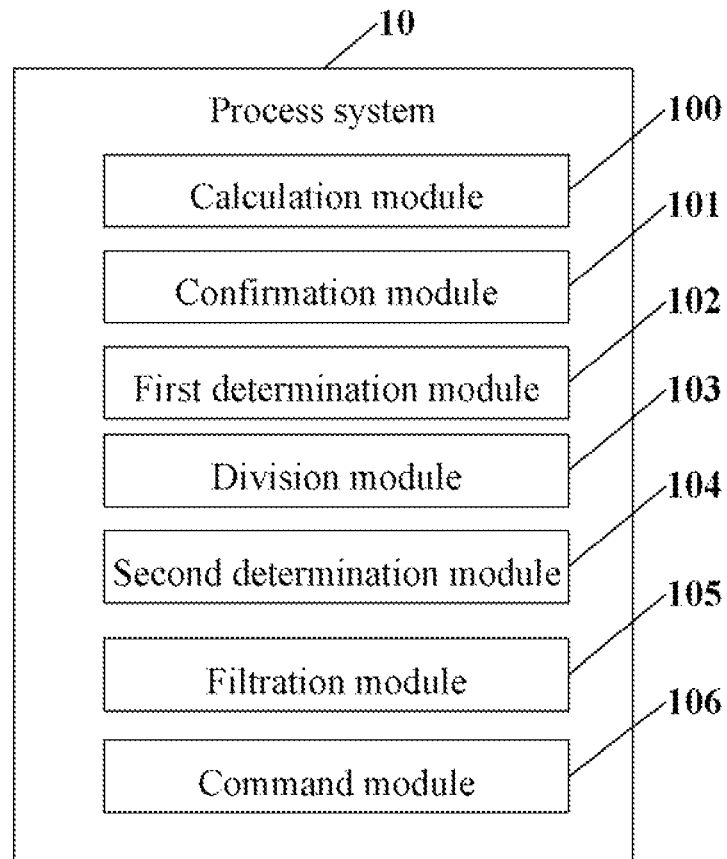 10
Process system
100
Calculation module
101
Confirmation module
102
First determination module
103
Division module
104
Second determination module
105
Filtration module
106
Command module